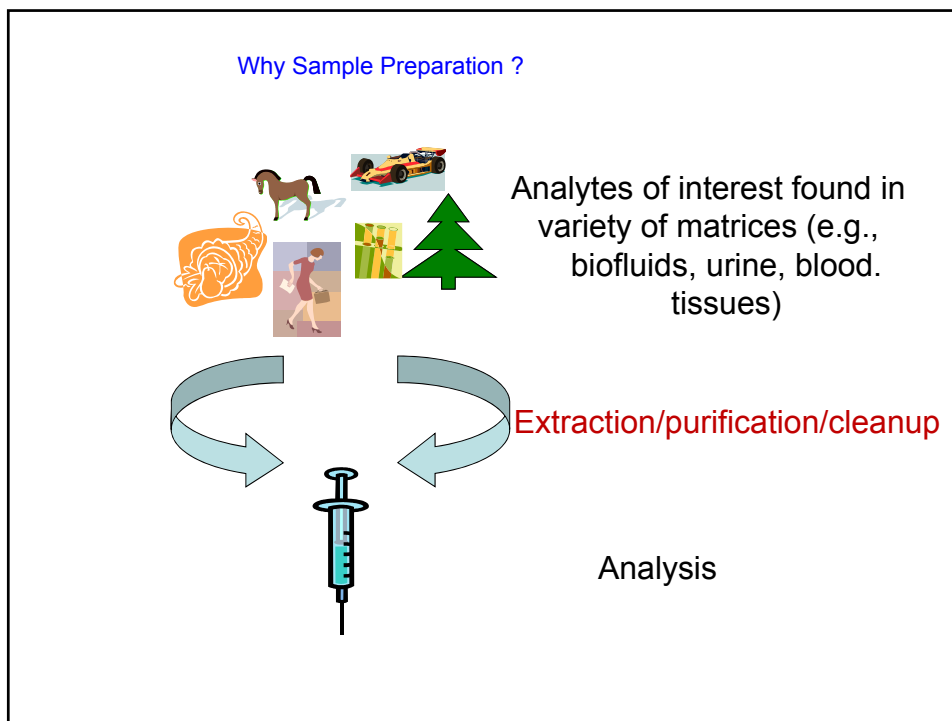 Why Sample Preparation ?
Analytes of interest found in
variety of matrices (e.g.,
biofluids, urine, blood.
tissues)
Extraction/purification/cleanup
Analysis